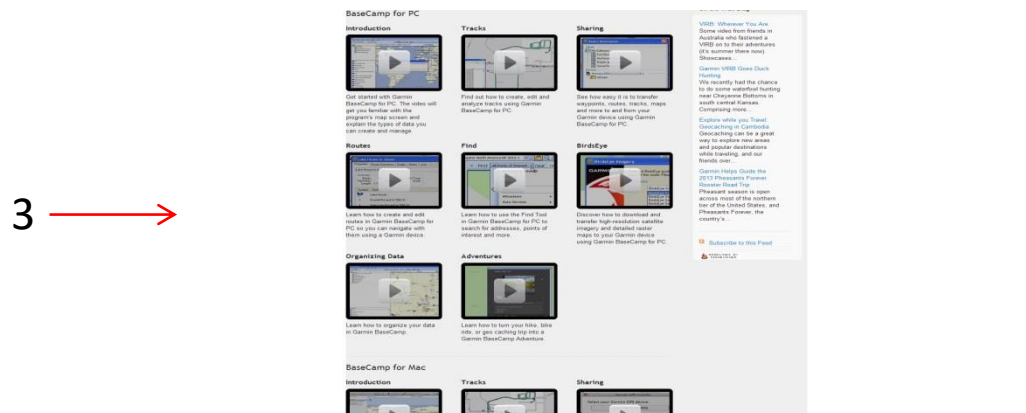 BaseCamp for PC
Introduction
Get started with Garmin
BaseCamp for PC. The video will
get you familiar with the
program's map screen and
explain the types of data you
can create and manage.
Tracks
Find out how to create, edit and
analyze tracks using Garmin
BaseCamp for PC.
Sharing
See how easy it is to transfer
waypoints, routes, tracks, maps
and more to and from your
Garmin device using Garmin
BaseCamp for PC.
Routes
Learn how to create and edit
routes in Garmin BaseCamp for
PC so you can navigate with
them using a Garmin device.
Find
Learn how to use the Find Tool
in Garmin BaseCamp for PC to
search for addresses, points of
interest and more.
BirdsEye
BirdsEye Imagery
Discover how to download and
transfer high-resolution satellite
imagery and detailed raster
maps to your Garmin device
using Garmin BaseCamp for PC.
3
Organizing Data
Learn how to organize your data
in Garmin BaseCamp.
Adventures
Learn how to turn your hike, bike
ride, or geo caching trip into a
Garmin BaseCamp Adventure.
BaseCamp for Mac
Introduction
Tracks
Sharing
VIRB: Wherever You Are
Some video from friends in
Australia who fastened a
VIRB on to their adventures
(it's summer there now).
Showcases...
Garmin VIRB Goes Duck
Hunting
We recently had the chance
to do some waterfowl hunting
near Cheyenne Bottoms in
south central Kansas.
Comprising more...
Explore while you Travel:
Geocaching in Cambodia
Geocaching can be a great
way to explore new areas
and popular destinations
while traveling, and our
friends over...
Garmin Helps Guide the
2013 Pheasants Forever
Rooster Road Trip
Pheasant season is open
across most of the northern
tier of the United States, and
Pheasants Forever, the
country's...
Subscribe to this Feed